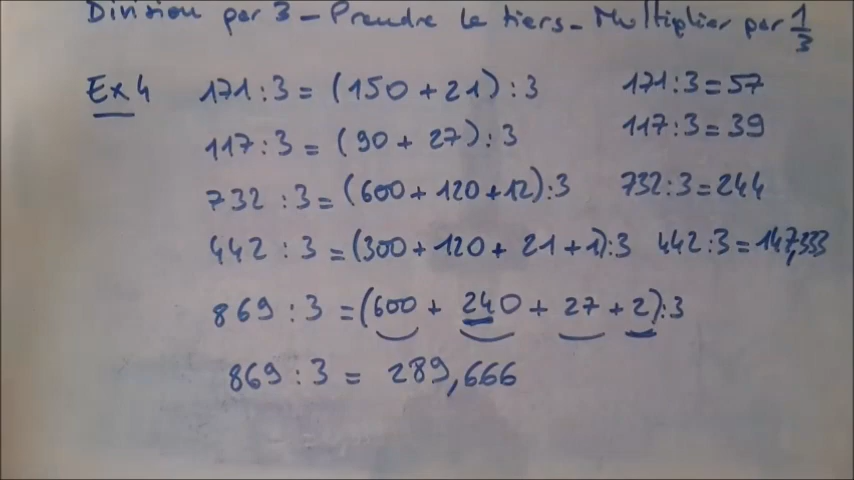 Division par 3 - Prendre le tiers - Multiplier par 1/3
Ex 4 171 : 3 = (150 + 21) : 3 171 : 3 = 57
117 : 3 = (90 + 27) : 3 117 : 3 = 39
732 : 3 = (600 + 120 + 12) : 3 732 : 3 = 244
442 : 3 = (300 + 120 + 21 + 1) : 3 442 : 3 = 147,333
869 : 3 = (600 + 240 + 27 + 2) : 3
869 : 3 = 289,666